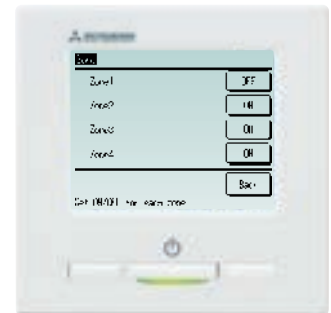 Zone
Zone1 OFF
Zone2 ON
Zone3 ON
Zone4 ON
Back
Set ON/OFF for each zone